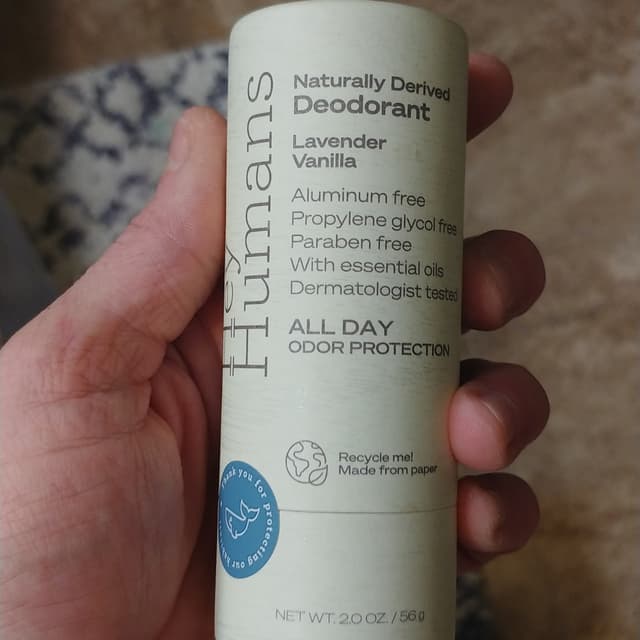 Hey
Humans
Naturally Derived
Deodorant
Lavender
Vanilla
Aluminum free
Propylene glycol free
Paraben free
With essential oils
Dermatologist tested
ALL DAY
ODOR PROTECTION
Recycle me!
Made from paper
you for protecting our
NET WT. 2.0 OZ. / 56 g